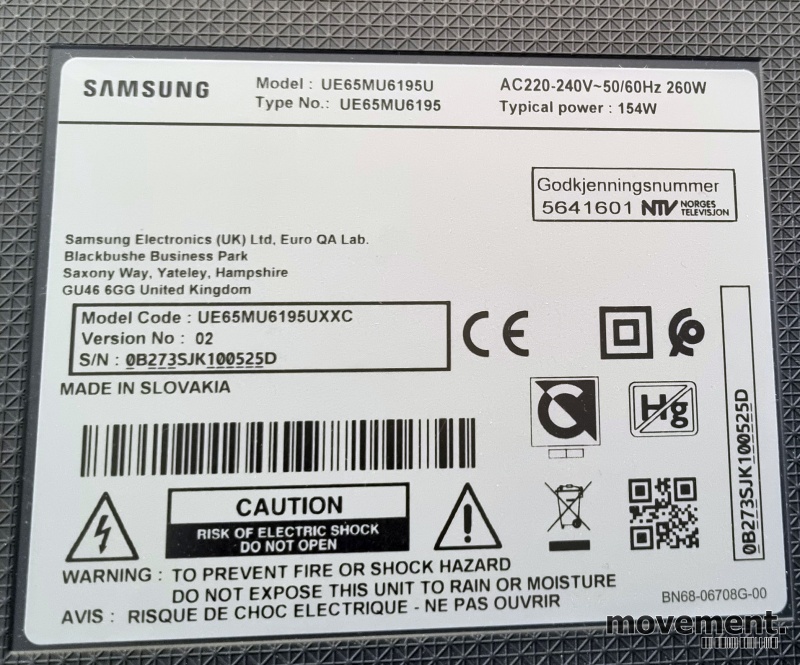 SAMSUNG
Model : UE65MU6195U
Type No.: UE65MU6195
AC220-240V~50/60Hz 260W
Typical power : 154W
Godkjenningsnummer
5641601 NTV NORGES TELEVISJON
Samsung Electronics (UK) Ltd, Euro QA Lab.
Blackbushe Business Park
Saxony Way, Yateley, Hampshire
GU46 6GG United Kingdom
Model Code : UE65MU6195UXXC
Version No : 02
S/N : 0B273SJK100525D
MADE IN SLOVAKIA
CE
Hg
0B273SJK100525D
CAUTION
RISK OF ELECTRIC SHOCK
DO NOT OPEN
WARNING : TO PREVENT FIRE OR SHOCK HAZARD
DO NOT EXPOSE THIS UNIT TO RAIN OR MOISTURE
AVIS : RISQUE DE CHOC ELECTRIQUE - NE PAS OUVRIR
BN68-06708G-00
movement.